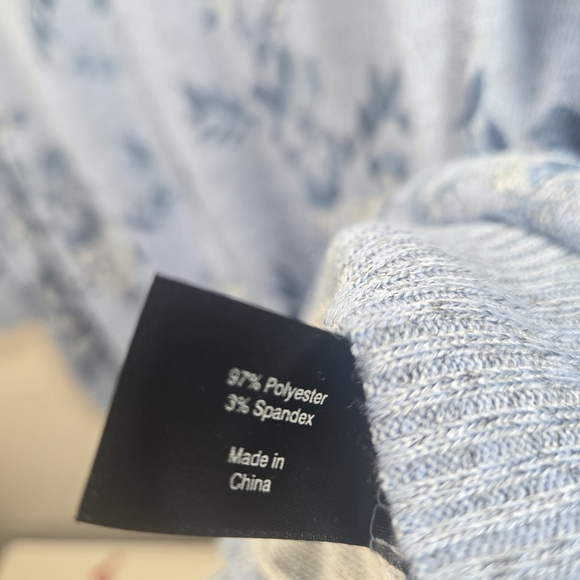 97% Polyester
3% Spandex
Made in
China